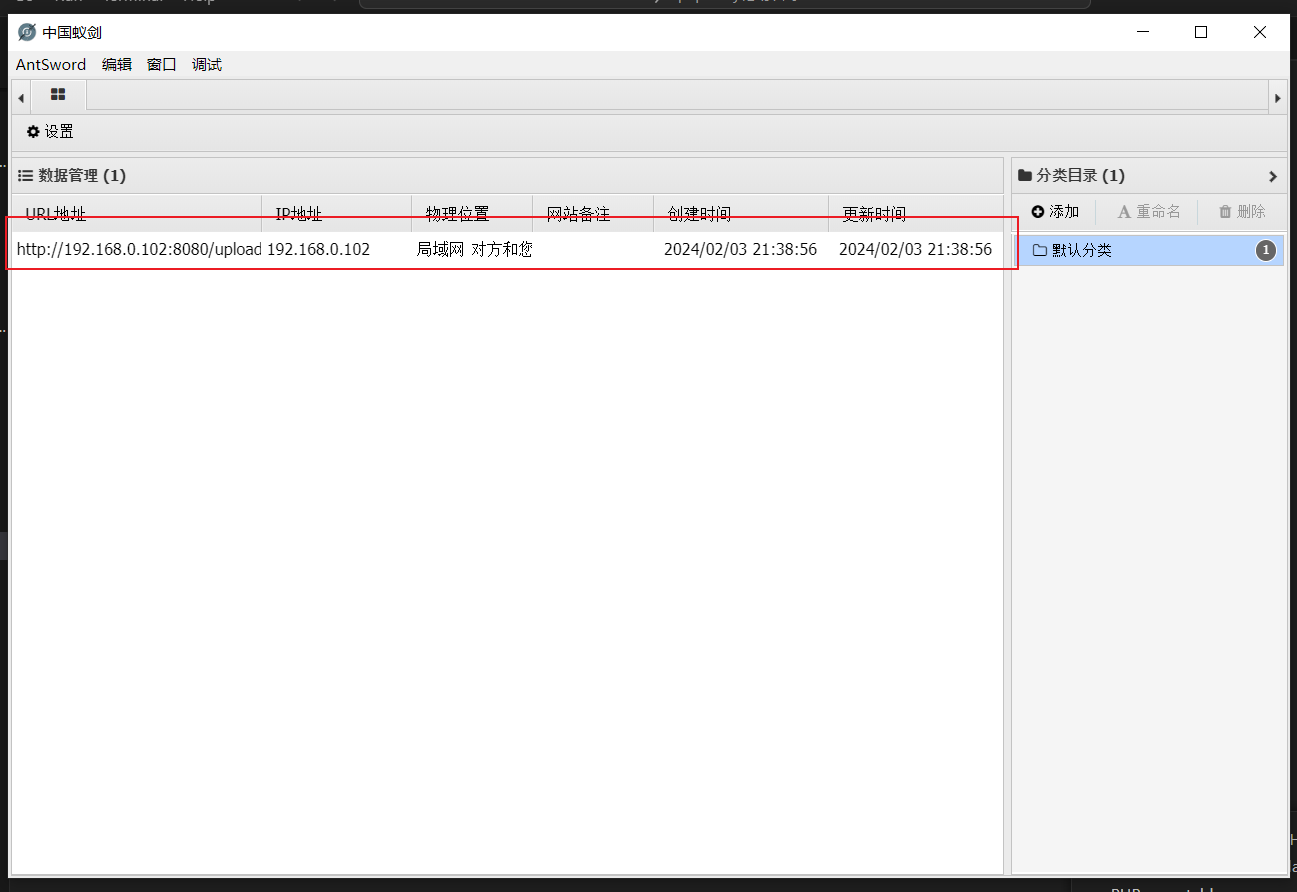 中国蚁剑
AntSword 编辑 窗口 调试
设置
数据管理 (1)
分类目录 (1)
URL地址 IP地址 物理位置 网站备注 创建时间 更新时间
添加 重命名 删除
http://192.168.0.102:8080/upload 192.168.0.102 局域网 对方和您 2024/02/03 21:38:56 2024/02/03 21:38:56
默认分类 1